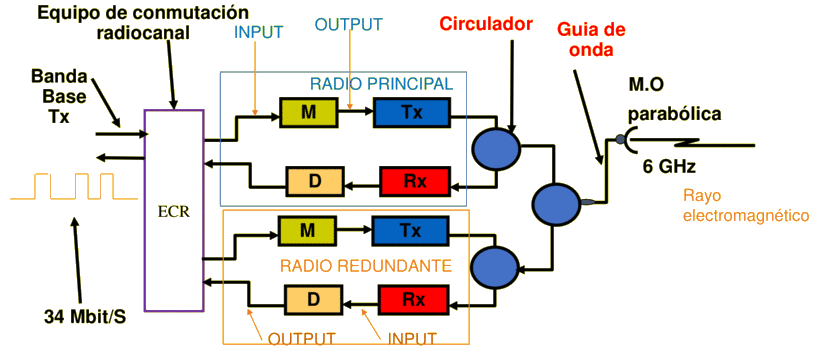 Equipo de conmutación
radiocanal
INPUT
OUTPUT
Circulador
Guia de
onda
Banda
Base
Tx
RADIO PRINCIPAL
M
Tx
M.O
parabólica
6 GHz
D
Rx
Rayo
electromagnético
ECR
M
Tx
RADIO REDUNDANTE
D
Rx
34 Mbit/S
OUTPUT
INPUT